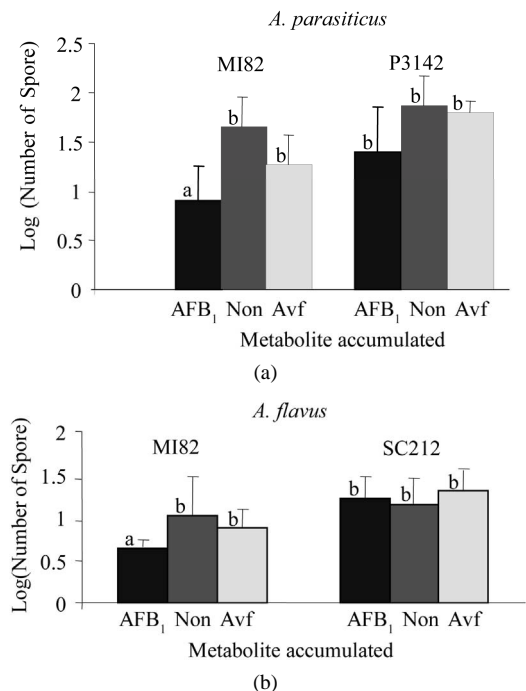 A. parasiticus
MI82 P3142
2.5
2
1.5
1
0.5
0
Log (Number of Spore)
a b b b b b
AFB1 Non Avf AFB1 Non Avf
Metabolite accumulated
(a)
A. flavus
MI82 SC212
2
1.5
1
0.5
0
Log(Number of Spore)
a b b b b b
AFB1 Non Avf AFB1 Non Avf
Metabolite accumulated
(b)